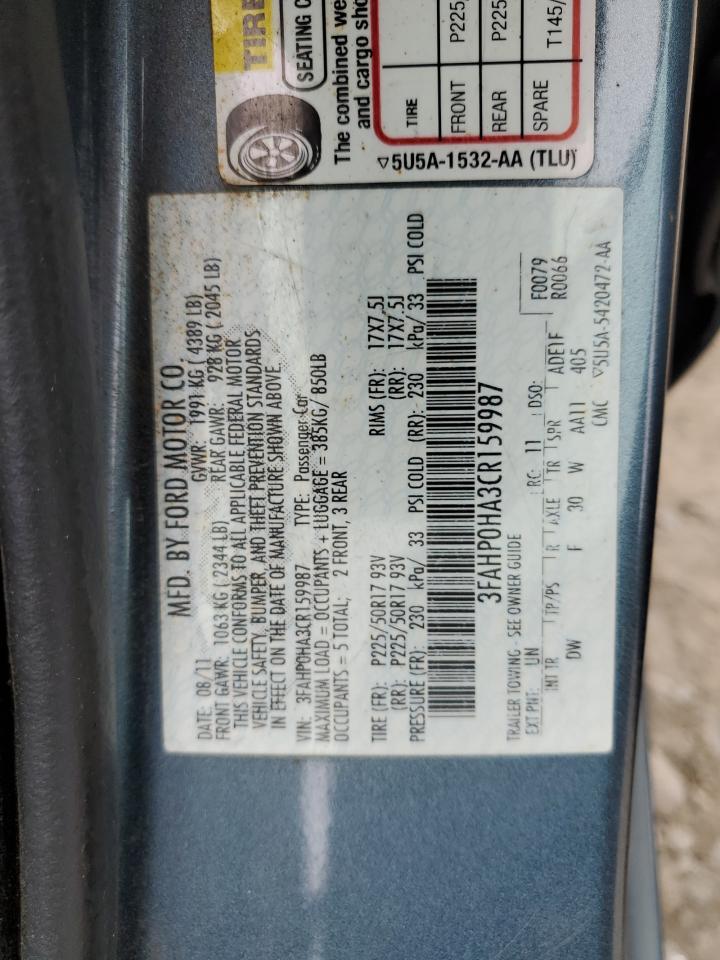 TIRE
SEATING C
The combined we
and cargo sho
TIRE
FRONT P225
REAR P225
SPARE T145/
▽5U5A-1532-AA (TLU)
MFD. BY FORD MOTOR CO.
DATE: 08/11 GVWR: 1991 KG ( 4389 LB)
FRONT GAWR: 1063 KG ( 2344 LB) REAR GAWR: 928 KG ( 2045 LB)
THIS VEHICLE CONFORMS TO ALL APPLICABLE FEDERAL MOTOR
VEHICLE SAFETY, BUMPER, AND THEFT PREVENTION STANDARDS
IN EFFECT ON THE DATE OF MANUFACTURE SHOWN ABOVE.
VIN: 3FAHP0HA3CR159987 TYPE: Passenger Car
MAXIMUM LOAD = OCCUPANTS + LUGGAGE = 385KG/ 850LB
OCCUPANTS = 5 TOTAL; 2 FRONT, 3 REAR
TIRE (FR): P225/50R17 93V RIMS (FR): 17X7.5J
(RR): P225/50R17 93V (RR): 17X7.5J
PRESSURE (FR): 230 kPa/ 33 PSI COLD (RR): 230 kPa/ 33 PSI COLD
3FAHP0HA3CR159987
TRAILER TOWING - SEE OWNER GUIDE
EXT PNT: UN RC: 11 DSO: F0079
R0066
INT TR TP/PS R AXLE TR SPR ADE1F
DW F 30 W AA11 405
CMC ▽5U5A-5420472-AA